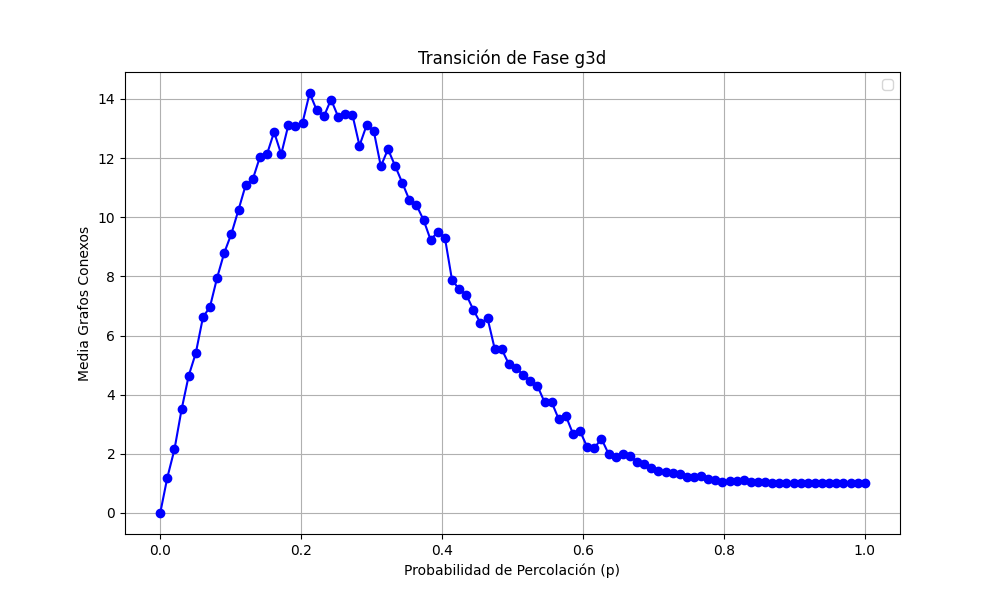 Transición de Fase g3d
Media Grafos Conexos
14
12
10
8
6
4
2
0
0.0 0.2 0.4 0.6 0.8 1.0
Probabilidad de Percolación (p)